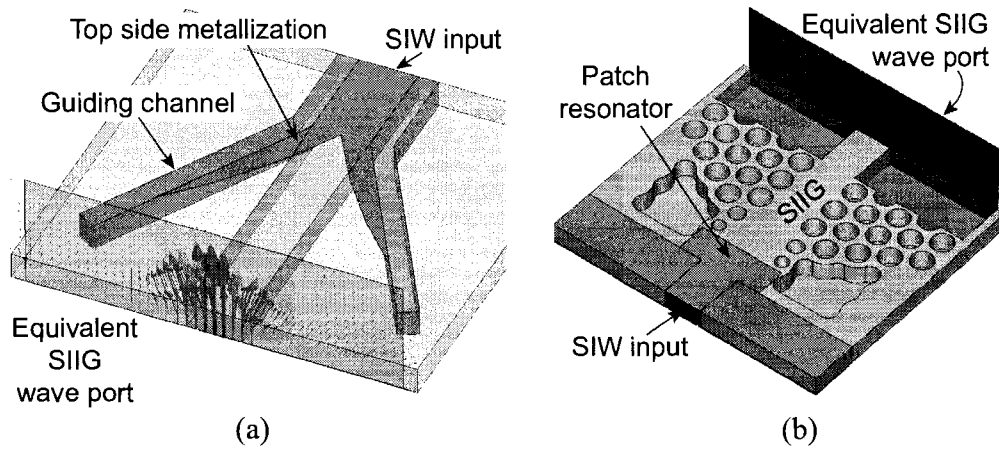 Top side metallization
SIW input
Guiding channel
Equivalent
SIIG
wave port
(a)
Equivalent SIIG
wave port
Patch
resonator
SIIG
SIW input
(b)